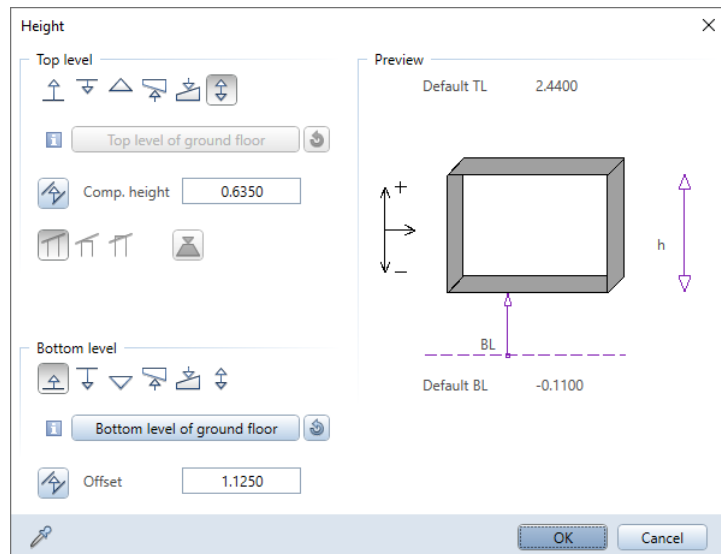 Height
Top level
Top level of ground floor
Comp. height 0.6350
Bottom level
Bottom level of ground floor
Offset 1.1250
Preview
Default TL 2.4400
+
−
h
BL
Default BL -0.1100
OK Cancel